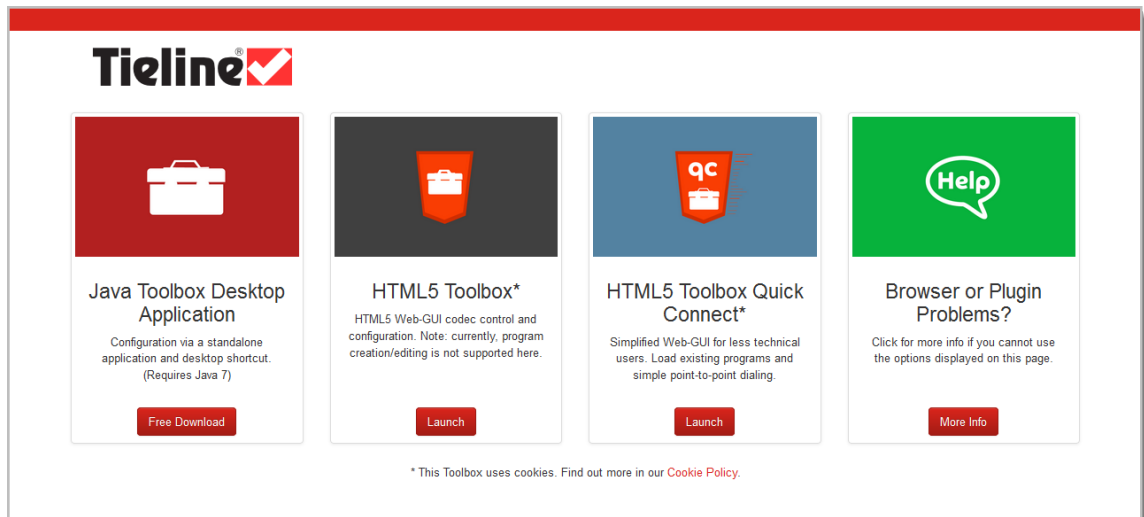 Tieline®
qc
Help
Java Toolbox Desktop
Application
Configuration via a standalone
application and desktop shortcut.
(Requires Java 7)
Free Download
HTML5 Toolbox*
HTML5 Web-GUI codec control and
configuration. Note: currently, program
creation/editing is not supported here.
Launch
HTML5 Toolbox Quick
Connect*
Simplified Web-GUI for less technical
users. Load existing programs and
simple point-to-point dialing.
Launch
Browser or Plugin
Problems?
Click for more info if you cannot use
the options displayed on this page.
More Info
* This Toolbox uses cookies. Find out more in our Cookie Policy.